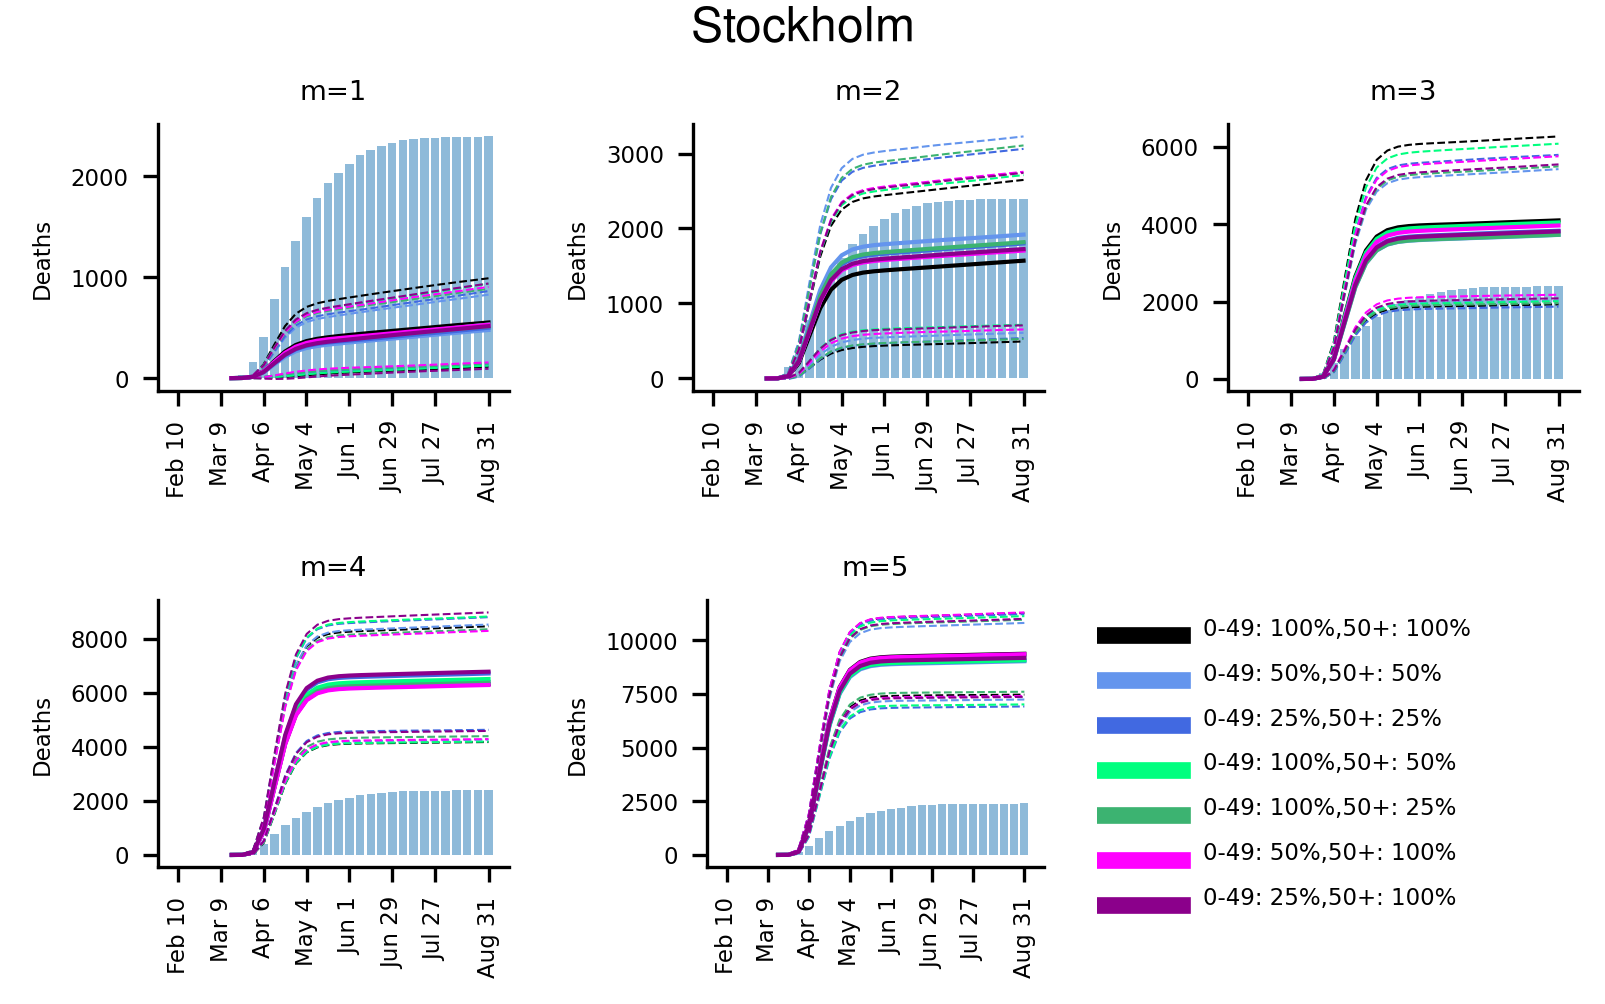 Stockholm
m=1
m=2
m=3
Deaths
2000
1000
0
Feb 10
Mar 9
Apr 6
May 4
Jun 1
Jun 29
Jul 27
Aug 31
Deaths
3000
2000
1000
0
Feb 10
Mar 9
Apr 6
May 4
Jun 1
Jun 29
Jul 27
Aug 31
Deaths
6000
4000
2000
0
Feb 10
Mar 9
Apr 6
May 4
Jun 1
Jun 29
Jul 27
Aug 31
m=4
m=5
Deaths
8000
6000
4000
2000
0
Feb 10
Mar 9
Apr 6
May 4
Jun 1
Jun 29
Jul 27
Aug 31
Deaths
10000
7500
5000
2500
0
Feb 10
Mar 9
Apr 6
May 4
Jun 1
Jun 29
Jul 27
Aug 31
0-49: 100%,50+: 100%
0-49: 50%,50+: 50%
0-49: 25%,50+: 25%
0-49: 100%,50+: 50%
0-49: 100%,50+: 25%
0-49: 50%,50+: 100%
0-49: 25%,50+: 100%